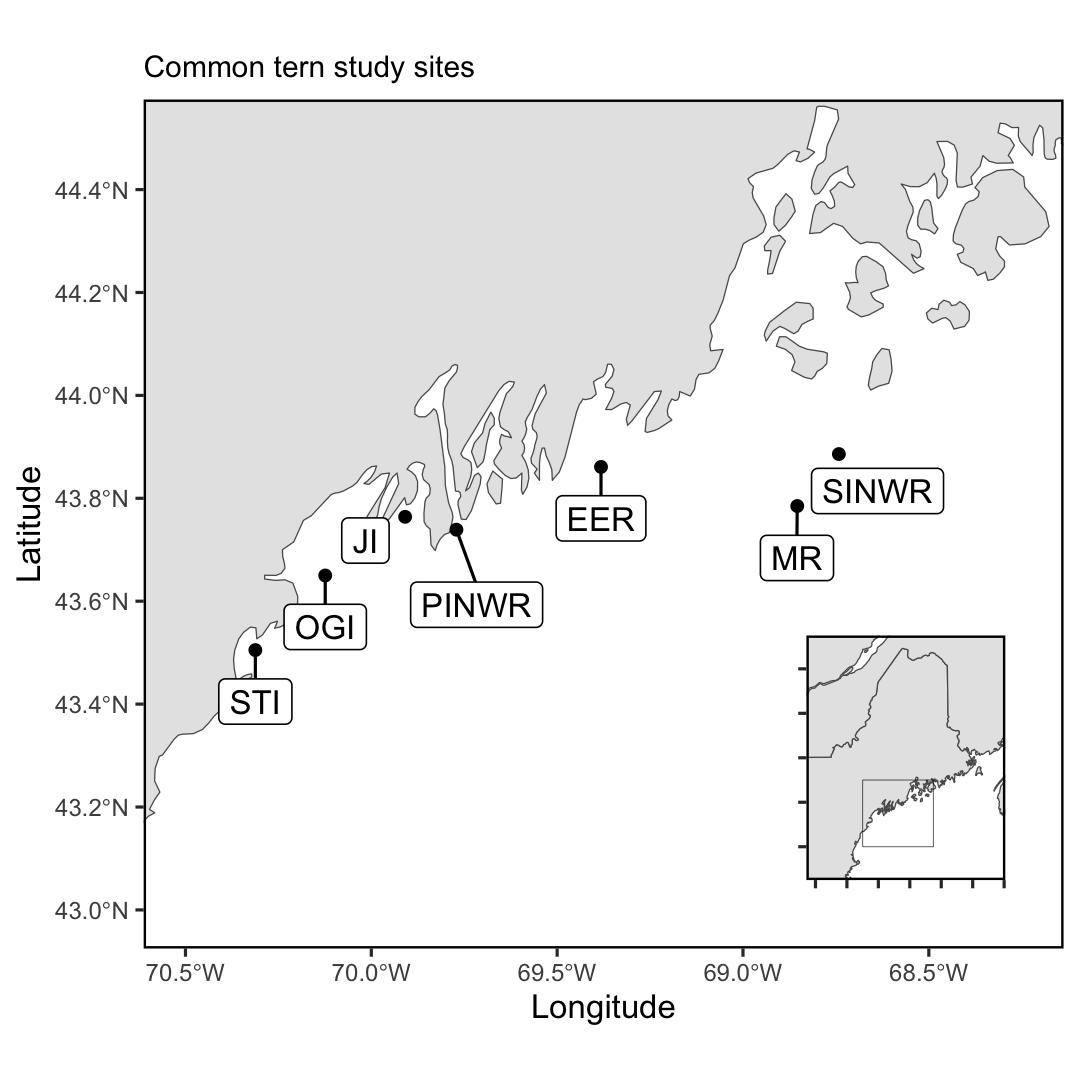 Common tern study sites
44.4°N
44.2°N
44.0°N
43.8°N
43.6°N
43.4°N
43.2°N
43.0°N
Latitude
SINWR
EER
JI
MR
PINWR
OGI
STI
70.5°W
70.0°W
69.5°W
69.0°W
68.5°W
Longitude